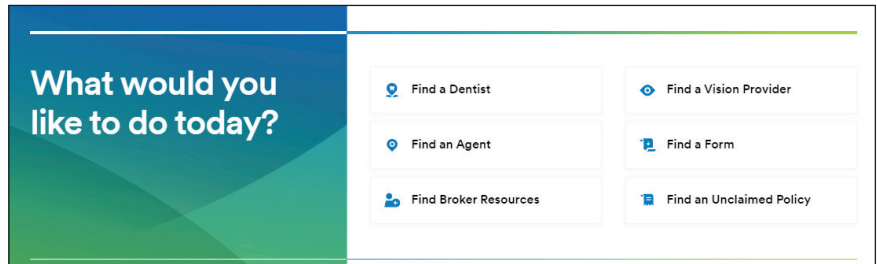 What would you
like to do today?
Find a Dentist
Find a Vision Provider
Find an Agent
Find a Form
Find Broker Resources
Find an Unclaimed Policy